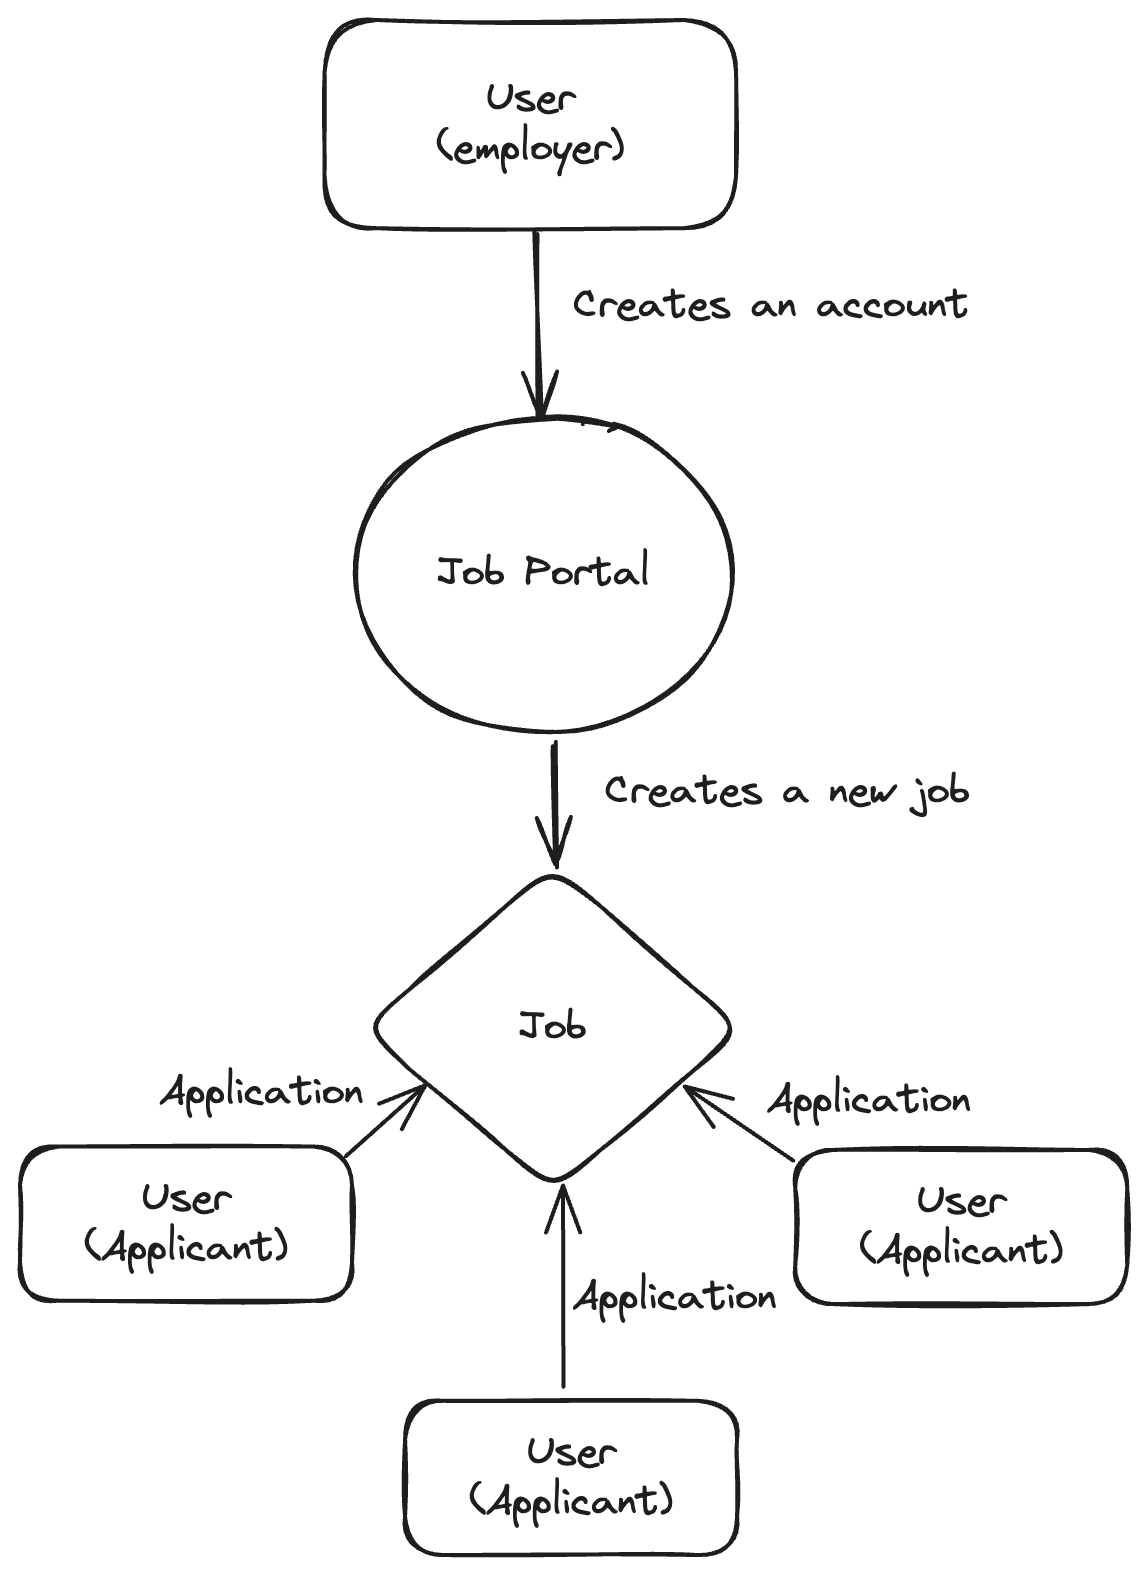 User
(employer)
Creates an account
Job Portal
Creates a new job
Job
Application
Application
User
(Applicant)
User
(Applicant)
Application
User
(Applicant)